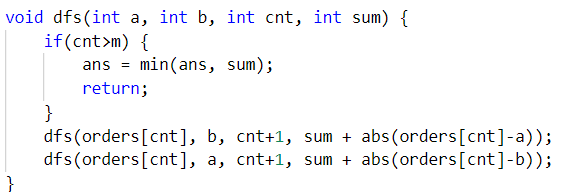 void dfs(int a, int b, int cnt, int sum) {
    if(cnt>m) {
        ans = min(ans, sum);
        return;
    }
    dfs(orders[cnt], b, cnt+1, sum + abs(orders[cnt]-a));
    dfs(orders[cnt], a, cnt+1, sum + abs(orders[cnt]-b));
}